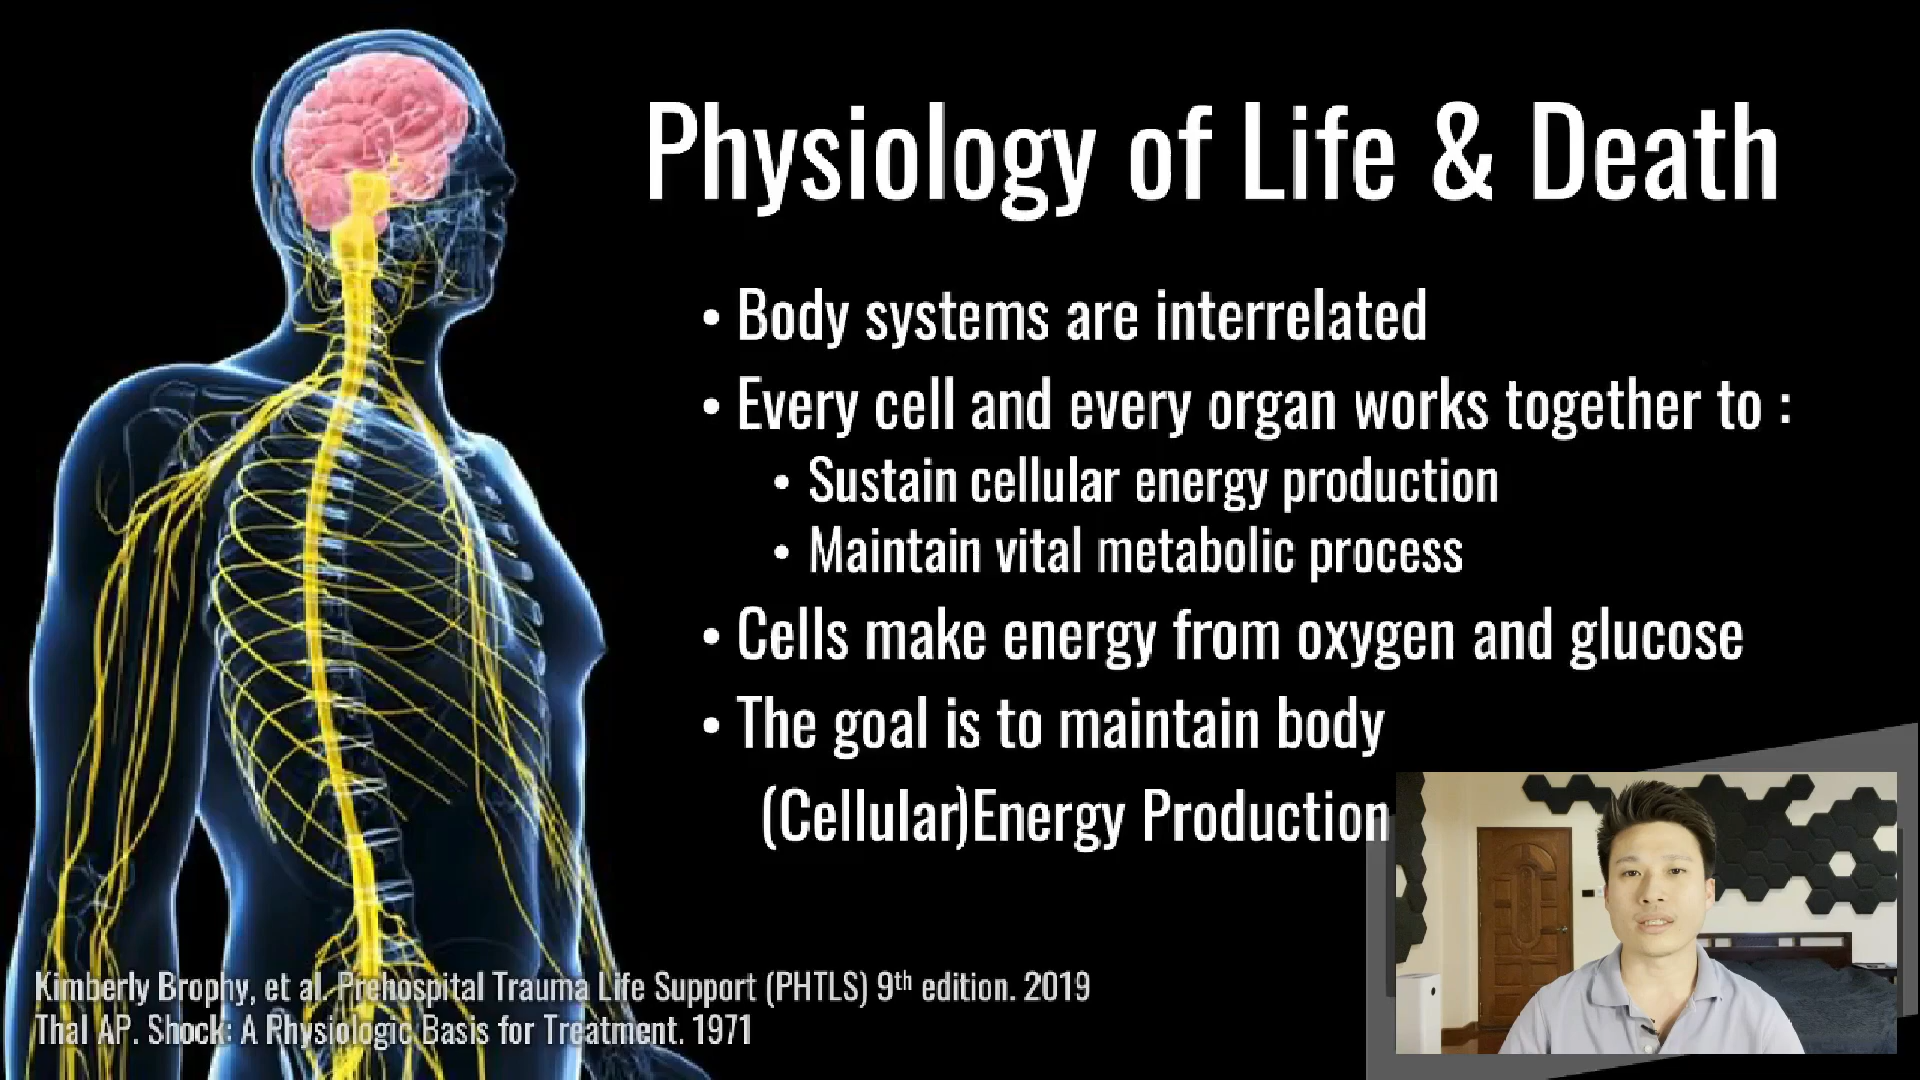 Physiology of Life & Death
• Body systems are interrelated
• Every cell and every organ works together to :
• Sustain cellular energy production
• Maintain vital metabolic process
• Cells make energy from oxygen and glucose
• The goal is to maintain body
(Cellular)Energy Production
Kimberly Brophy, et al. Prehospital Trauma Life Support (PHTLS) 9th edition. 2019
Thal AP. Shock: A Physiologic Basis for Treatment. 1971